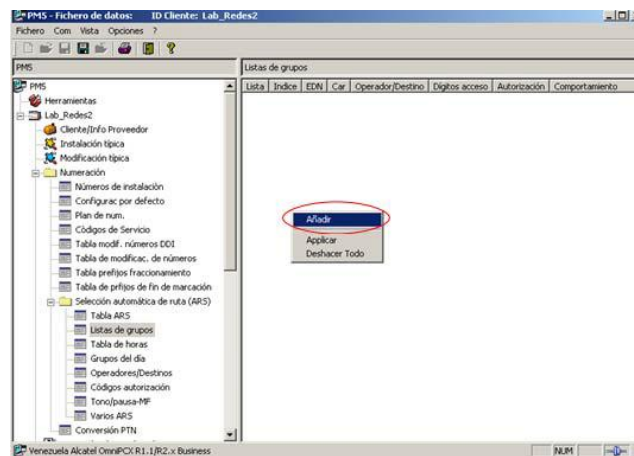 PM5 - Fichero de datos: ID Cliente: Lab_Redes2
Fichero Com Vista Opciones ?
PM5
Listas de grupos
Lista Indice EDN Car Operador/Destino Dígitos acceso Autorización Comportamiento
PM5
Herramientas
Lab_Redes2
Cliente/Info Proveedor
Instalación típica
Modificación típica
Numeración
Números de instalación
Configurac por defecto
Plan de num.
Códigos de Servicio
Tabla modif. números DDI
Tabla de modificac. de números
Tabla prefijos fraccionamiento
Tabla de prfijos de fin de marcación
Selección automática de ruta (ARS)
Tabla ARS
Listas de grupos
Tabla de horas
Grupos del día
Operadores/Destinos
Códigos autorización
Tono/pausa-MF
Varios ARS
Conversión PTN
Añadir
Applicar
Deshacer Todo
Venezuela Alcatel OmniPCX R1.1/R2.x Business
NUM